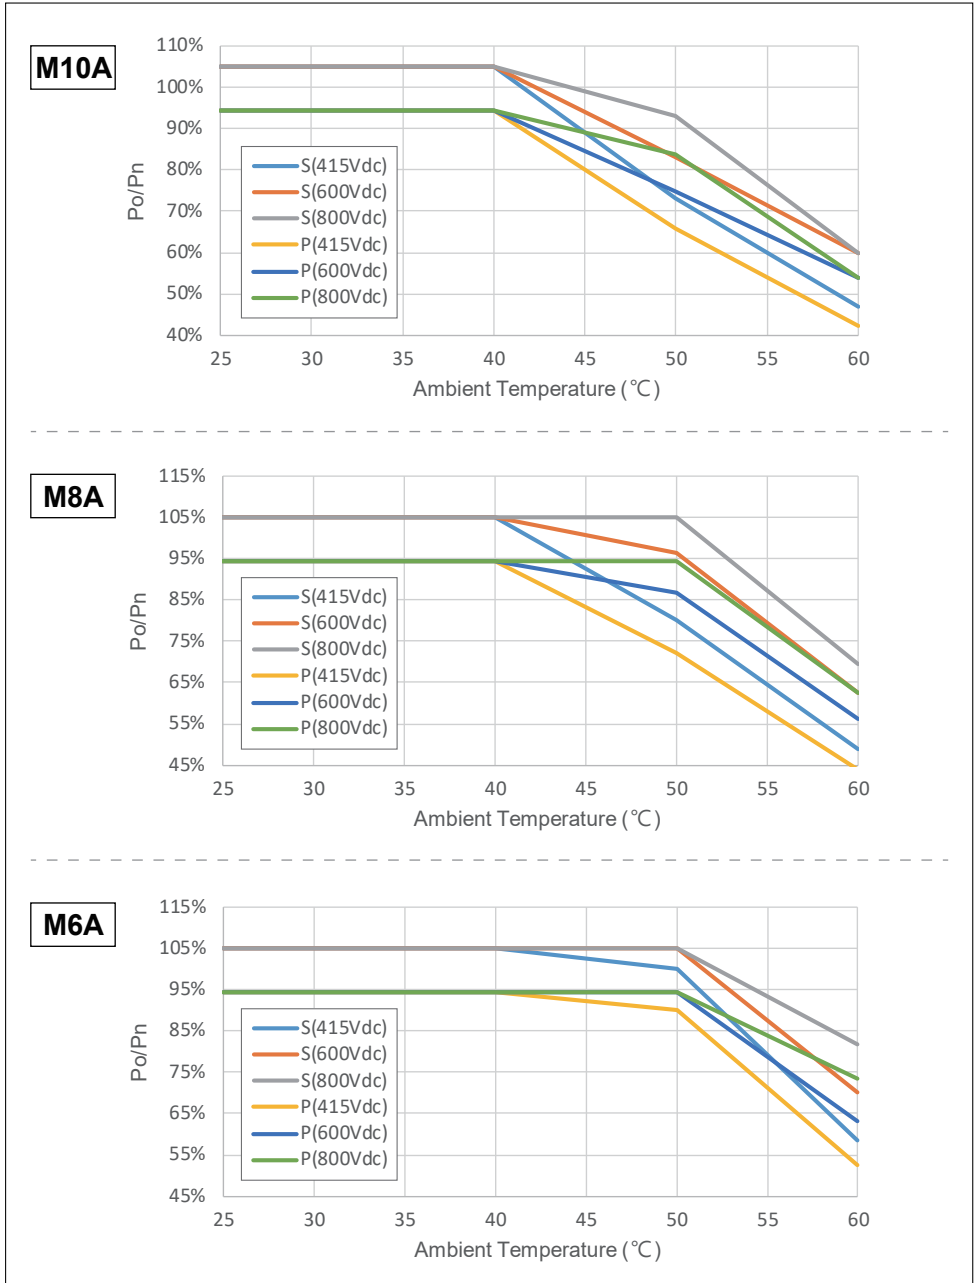 M10A
110%
100%
90%
80%
70%
60%
50%
40%
Po/Pn
S(415Vdc)
S(600Vdc)
S(800Vdc)
P(415Vdc)
P(600Vdc)
P(800Vdc)
25 30 35 40 45 50 55 60
Ambient Temperature (℃)
M8A
115%
105%
95%
85%
75%
65%
55%
45%
Po/Pn
S(415Vdc)
S(600Vdc)
S(800Vdc)
P(415Vdc)
P(600Vdc)
P(800Vdc)
25 30 35 40 45 50 55 60
Ambient Temperature (℃)
M6A
115%
105%
95%
85%
75%
65%
55%
45%
Po/Pn
S(415Vdc)
S(600Vdc)
S(800Vdc)
P(415Vdc)
P(600Vdc)
P(800Vdc)
25 30 35 40 45 50 55 60
Ambient Temperature (℃)